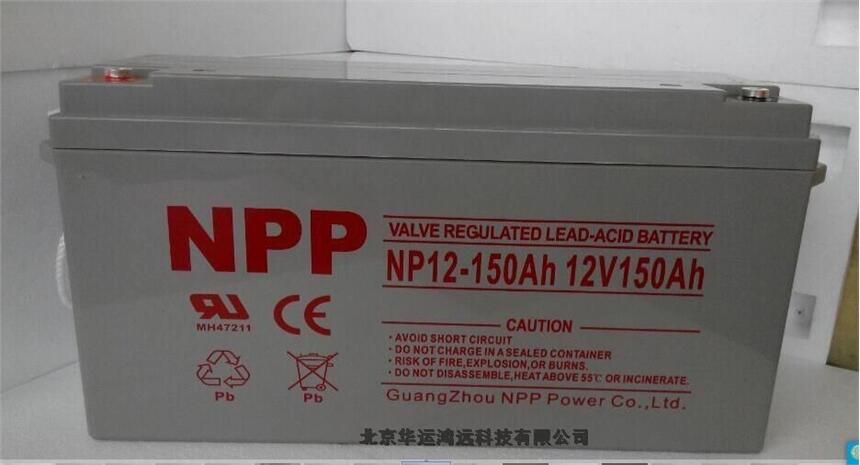 NPP
VALVE REGULATED LEAD-ACID BATTERY
NP12-150Ah 12V150Ah
MH47211
CE
CAUTION
· AVOID SHORT CIRCUIT
· DO NOT CHARGE IN A SEALED CONTAINER
· RISK OF FIRE,EXPLOSION,OR BURNS.
· DO NOT DISASSEMBLE,HEAT ABOVE 55℃ OR INCINERATE.
Pb
Pb
GuangZhou NPP Power Co.,Ltd.
北京华运鸿远科技有限公司